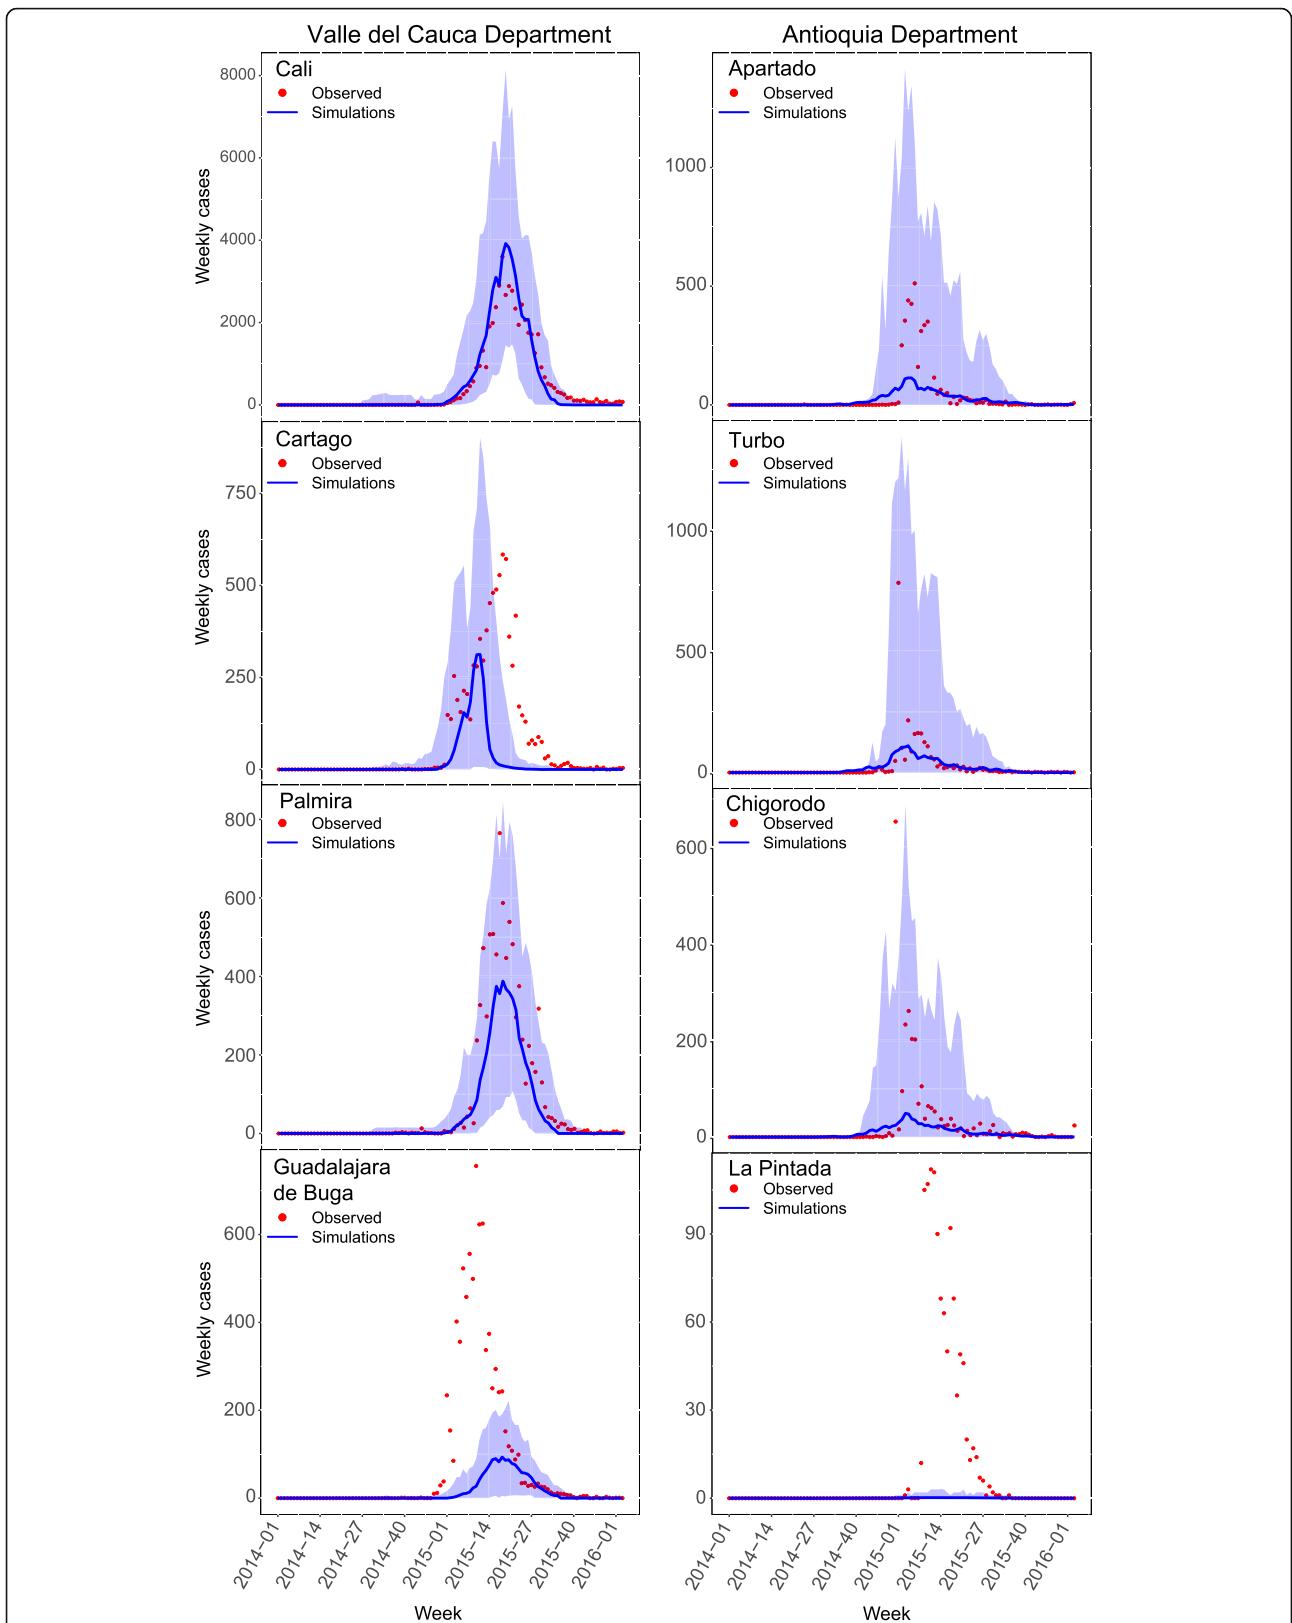 Valle del Cauca Department
Antioquia Department
Cali
Observed
Simulations
Weekly cases
8000
6000
4000
2000
0
Apartado
Observed
Simulations
1000
500
0
Cartago
Observed
Simulations
Weekly cases
750
500
250
0
Turbo
Observed
Simulations
1000
500
0
Palmira
Observed
Simulations
Weekly cases
800
600
400
200
0
Chigorodo
Observed
Simulations
600
400
200
0
Guadalajara
de Buga
Observed
Simulations
Weekly cases
600
400
200
0
2014−01
2014−14
2014−27
2014−40
2015−01
2015−14
2015−27
2015−40
2016−01
Week
La Pintada
Observed
Simulations
90
60
30
0
2014−01
2014−14
2014−27
2014−40
2015−01
2015−14
2015−27
2015−40
2016−01
Week